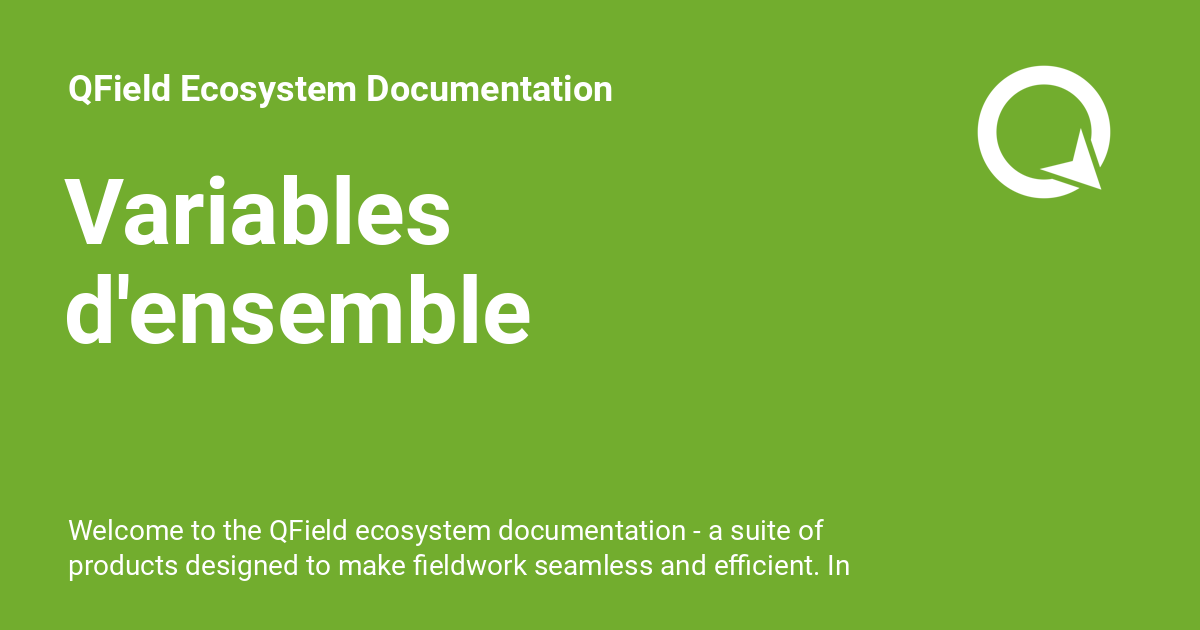 QField Ecosystem Documentation
Variables
d'ensemble
Welcome to the QField ecosystem documentation - a suite of
products designed to make fieldwork seamless and efficient. In